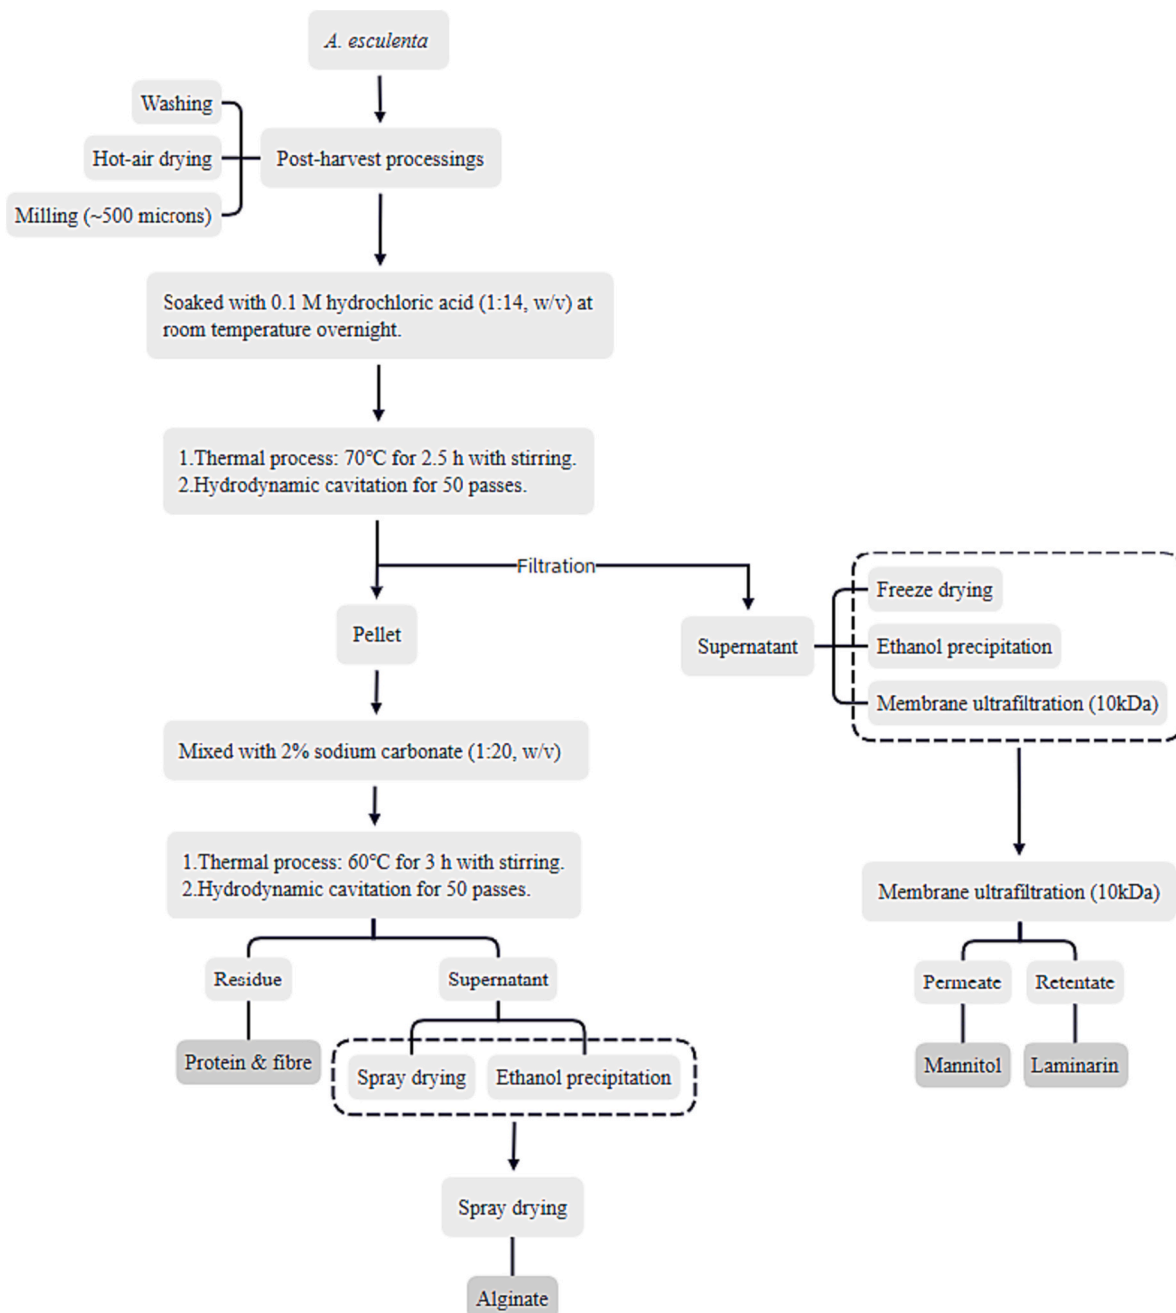 A. esculenta
Washing
Hot-air drying
Post-harvest processings
Milling (~500 microns)
Soaked with 0.1 M hydrochloric acid (1:14, w/v) at
room temperature overnight.
1.Thermal process: 70℃ for 2.5 h with stirring.
2.Hydrodynamic cavitation for 50 passes.
Filtration
Pellet
Supernatant
Freeze drying
Ethanol precipitation
Membrane ultrafiltration (10kDa)
Mixed with 2% sodium carbonate (1:20, w/v)
1.Thermal process: 60℃ for 3 h with stirring.
2.Hydrodynamic cavitation for 50 passes.
Membrane ultrafiltration (10kDa)
Residue
Supernatant
Permeate
Retentate
Protein & fibre
Spray drying
Ethanol precipitation
Mannitol
Laminarin
Spray drying
Alginate